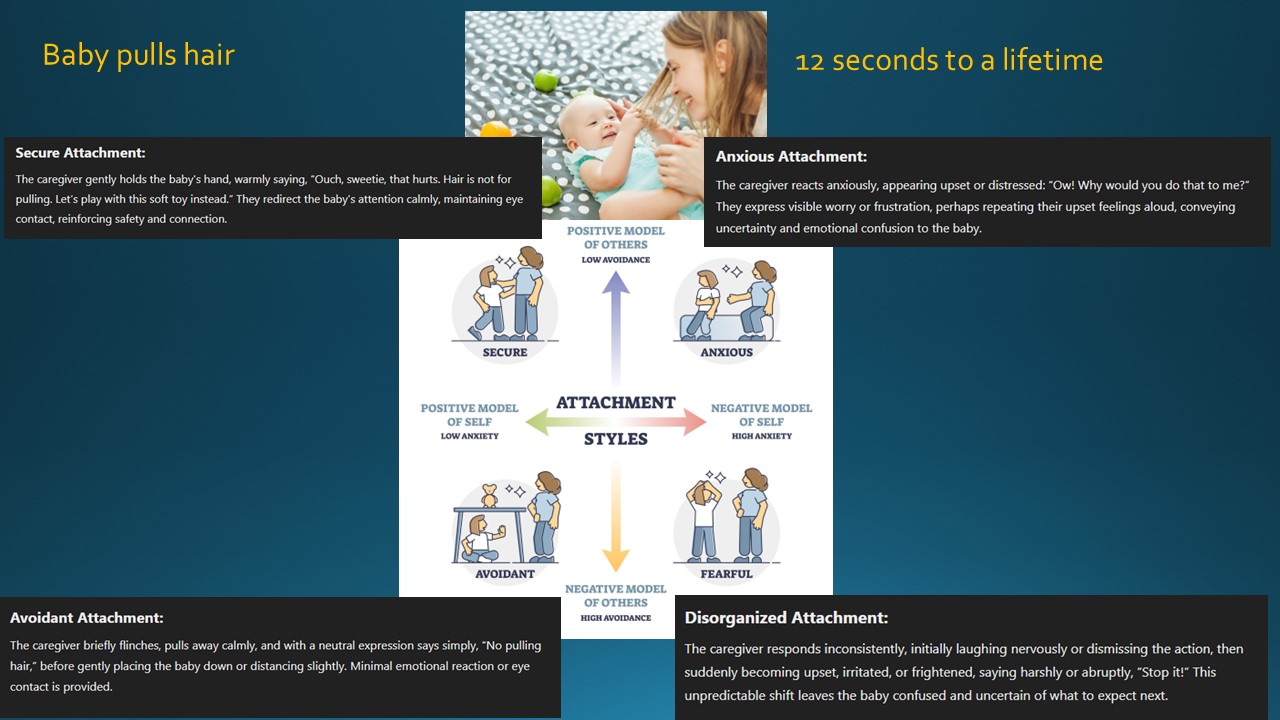 Baby pulls hair
12 seconds to a lifetime
Secure Attachment:
The caregiver gently holds the baby's hand, warmly saying, "Ouch, sweetie, that hurts. Hair is not for
pulling. Let's play with this soft toy instead." They redirect the baby's attention calmly, maintaining eye
contact, reinforcing safety and connection.
Anxious Attachment:
The caregiver reacts anxiously, appearing upset or distressed: "Ow! Why would you do that to me?"
They express visible worry or frustration, perhaps repeating their upset feelings aloud, conveying
uncertainty and emotional confusion to the baby.
POSITIVE MODEL
OF OTHERS
LOW AVOIDANCE
SECURE
ANXIOUS
ATTACHMENT
STYLES
POSITIVE MODEL
OF SELF
LOW ANXIETY
NEGATIVE MODEL
OF SELF
HIGH ANXIETY
AVOIDANT
FEARFUL
NEGATIVE MODEL
OF OTHERS
HIGH AVOIDANCE
Avoidant Attachment:
The caregiver briefly flinches, pulls away calmly, and with a neutral expression says simply, "No pulling
hair," before gently placing the baby down or distancing slightly. Minimal emotional reaction or eye
contact is provided.
Disorganized Attachment:
The caregiver responds inconsistently, initially laughing nervously or dismissing the action, then
suddenly becoming upset, irritated, or frightened, saying harshly or abruptly, "Stop it!" This
unpredictable shift leaves the baby confused and uncertain of what to expect next.